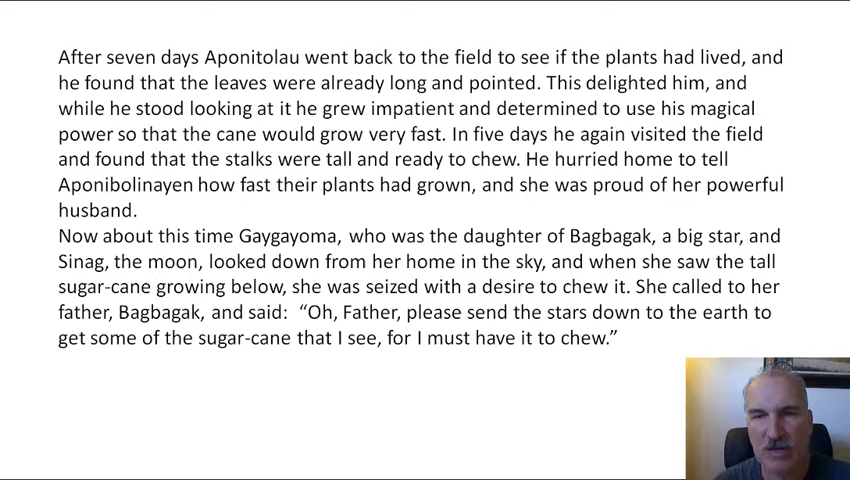 After seven days Aponitolau went back to the field to see if the plants had lived, and
he found that the leaves were already long and pointed. This delighted him, and
while he stood looking at it he grew impatient and determined to use his magical
power so that the cane would grow very fast. In five days he again visited the field
and found that the stalks were tall and ready to chew. He hurried home to tell
Aponibolinayen how fast their plants had grown, and she was proud of her powerful
husband.
Now about this time Gaygayoma, who was the daughter of Bagbagak, a big star, and
Sinag, the moon, looked down from her home in the sky, and when she saw the tall
sugar-cane growing below, she was seized with a desire to chew it. She called to her
father, Bagbagak, and said:  “Oh, Father, please send the stars down to the earth to
get some of the sugar-cane that I see, for I must have it to chew.”